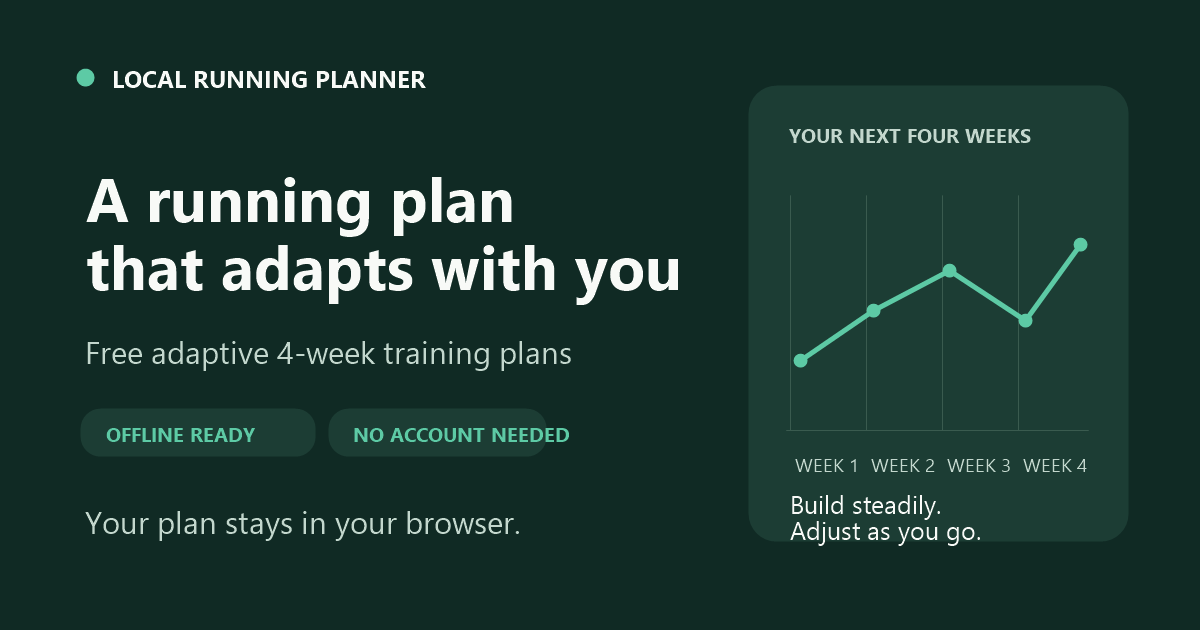 LOCAL RUNNING PLANNER
A running plan
that adapts with you
Free adaptive 4-week training plans
OFFLINE READY
NO ACCOUNT NEEDED
Your plan stays in your browser.
YOUR NEXT FOUR WEEKS
WEEK 1 WEEK 2 WEEK 3 WEEK 4
Build steadily.
Adjust as you go.